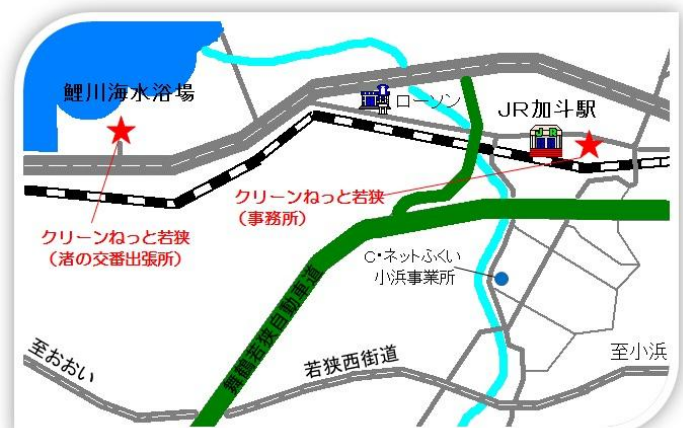 鯉川海水浴場
ローソン
JR加斗駅
JR
クリーンねっと若狭
（事務所）
クリーンねっと若狭
（渚の交番出張所）
C・ネットふくい
小浜事業所
舞鶴若狭自動車道
至おおい
若狭西街道
至小浜